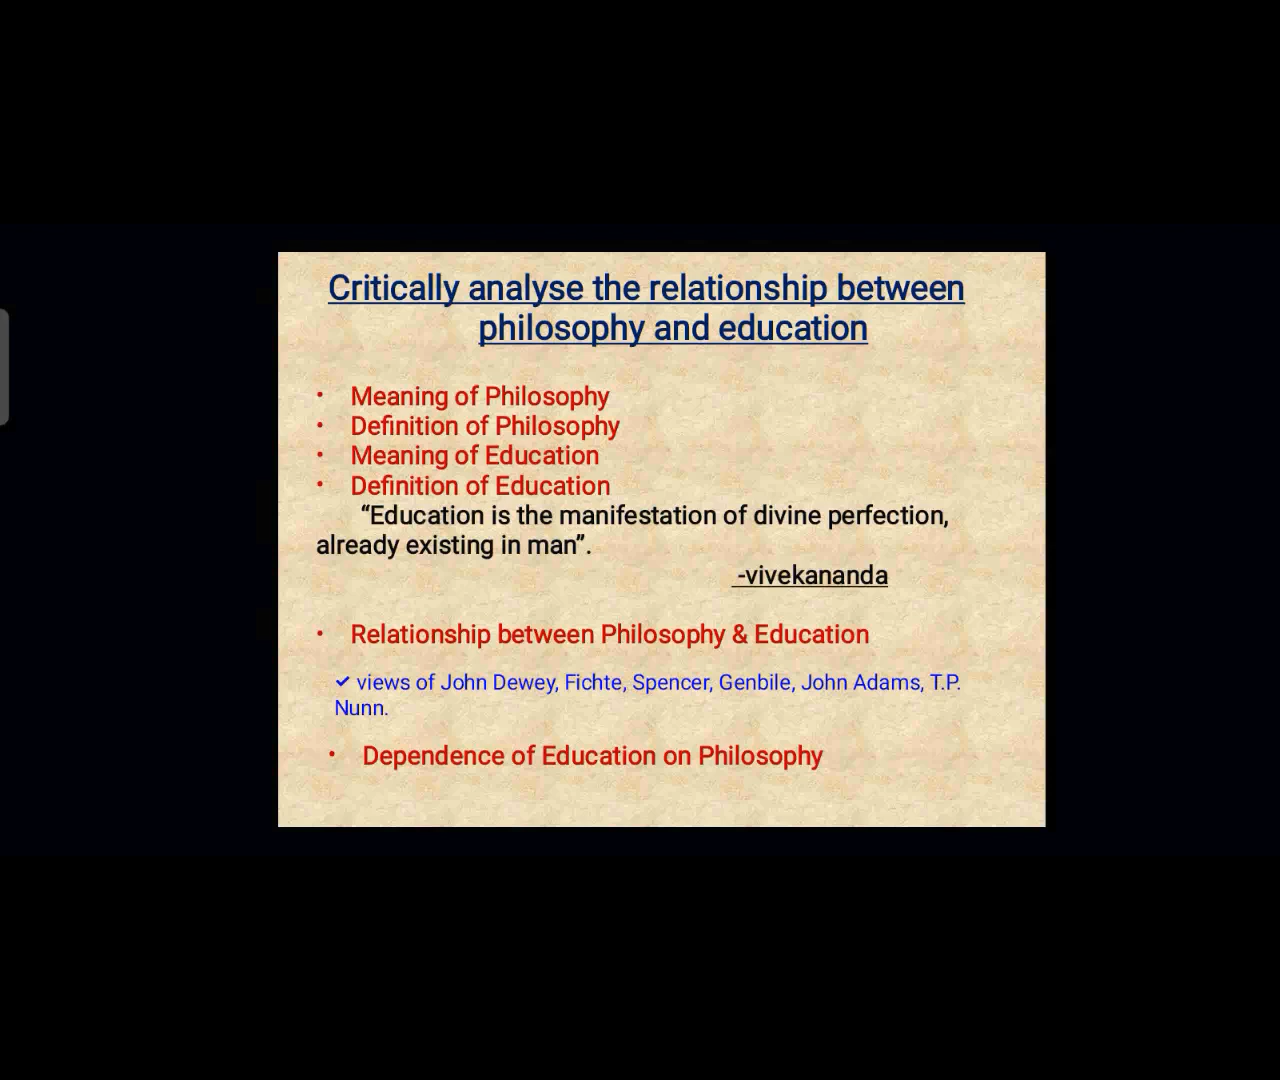 Critically analyse the relationship between
philosophy and education
• Meaning of Philosophy
• Definition of Philosophy
• Meaning of Education
• Definition of Education
“Education is the manifestation of divine perfection,
already existing in man”.
-vivekananda
• Relationship between Philosophy & Education
✓ views of John Dewey, Fichte, Spencer, Genbile, John Adams, T.P.
Nunn.
• Dependence of Education on Philosophy